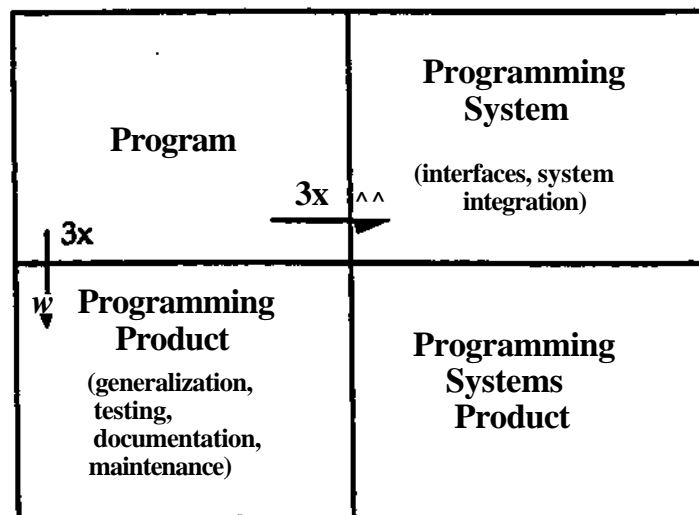 Program
Programming
System
(interfaces, system
integration)
3x ^^
3x
w
Programming
Product
(generalization,
testing,
documentation,
maintenance)
Programming
Systems
Product